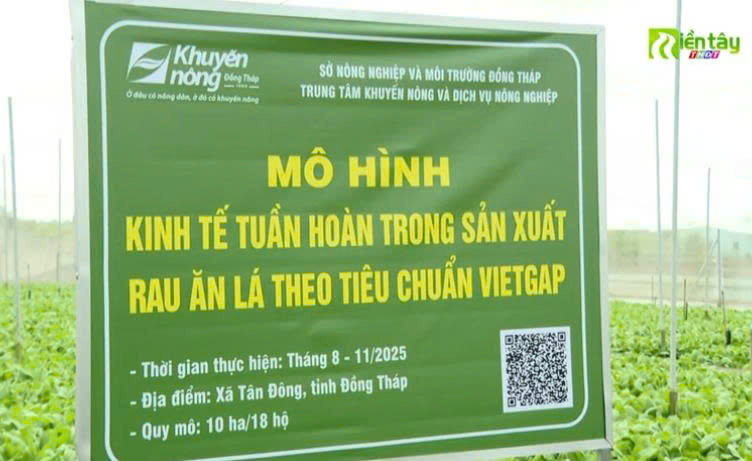 Khuyến
nông
Đồng Tháp
Ở đâu có nông dân, ở đó có khuyến nông
SỞ NÔNG NGHIỆP VÀ MÔI TRƯỜNG ĐỒNG THÁP
TRUNG TÂM KHUYẾN NÔNG VÀ DỊCH VỤ NÔNG NGHIỆP
iền tây
THĐT
MÔ HÌNH
KINH TẾ TUẦN HOÀN TRONG SẢN XUẤT
RAU ĂN LÁ THEO TIÊU CHUẨN VIETGAP
- Thời gian thực hiện: Tháng 8 - 11/2025
- Địa điểm: Xã Tân Đông, tỉnh Đồng Tháp
- Quy mô: 10 ha/18 hộ